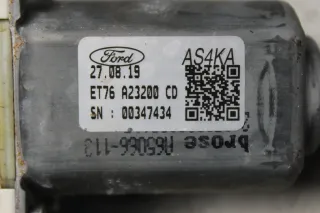 Ford AS4KA
27.08.19
ET76 A23200 CD
SN : 00347434
brose A65066-113